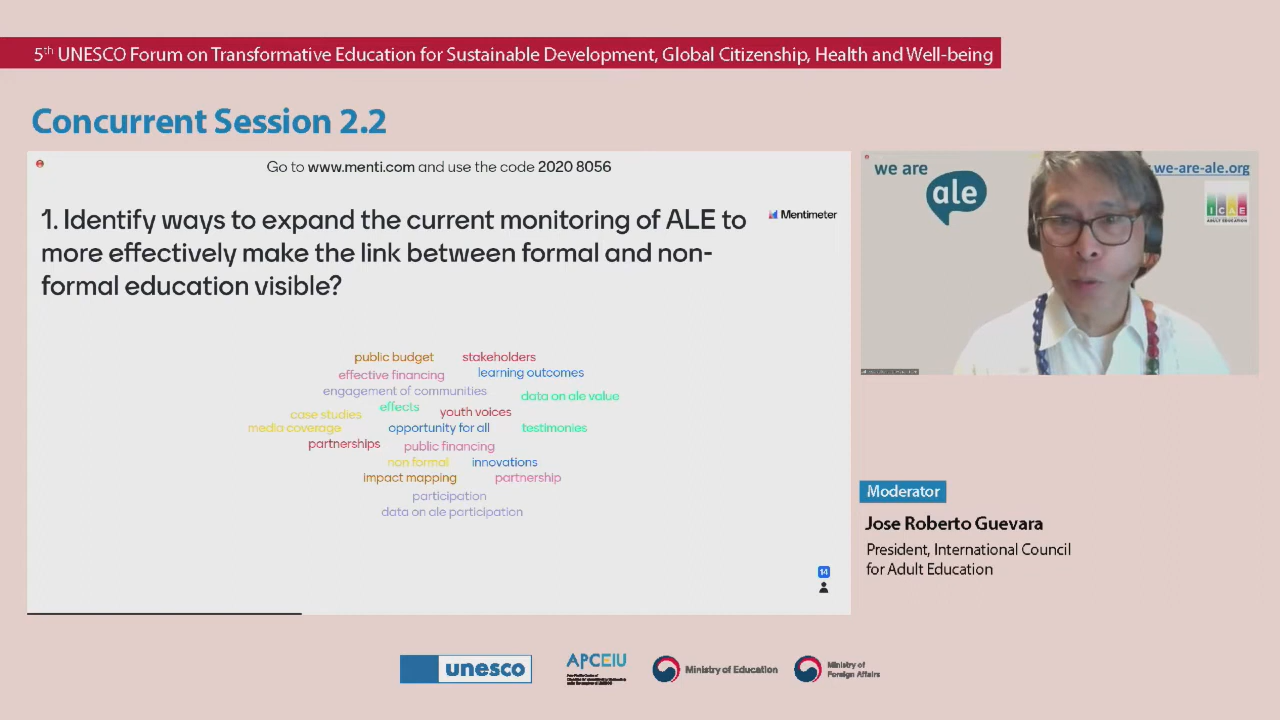 5th UNESCO Forum on Transformative Education for Sustainable Development, Global Citizenship, Health and Well-being
Concurrent Session 2.2
Go to www.menti.com and use the code 2020 8056
1. Identify ways to expand the current monitoring of ALE to
more effectively make the link between formal and non-
formal education visible?
Mentimeter
public budget
stakeholders
effective financing
learning outcomes
engagement of communities
data on ale value
effects
case studies
youth voices
media coverage
opportunity for all
testimonies
partnerships
public financing
non formal
innovations
impact mapping
partnership
participation
data on ale participation
14
we are
ale
we-are-ale.org
ICAE
ADULT EDUCATION
Moderator
Jose Roberto Guevara
President, International Council
for Adult Education
unesco
APCEIU
Ministry of Education
Ministry of
Foreign Affairs